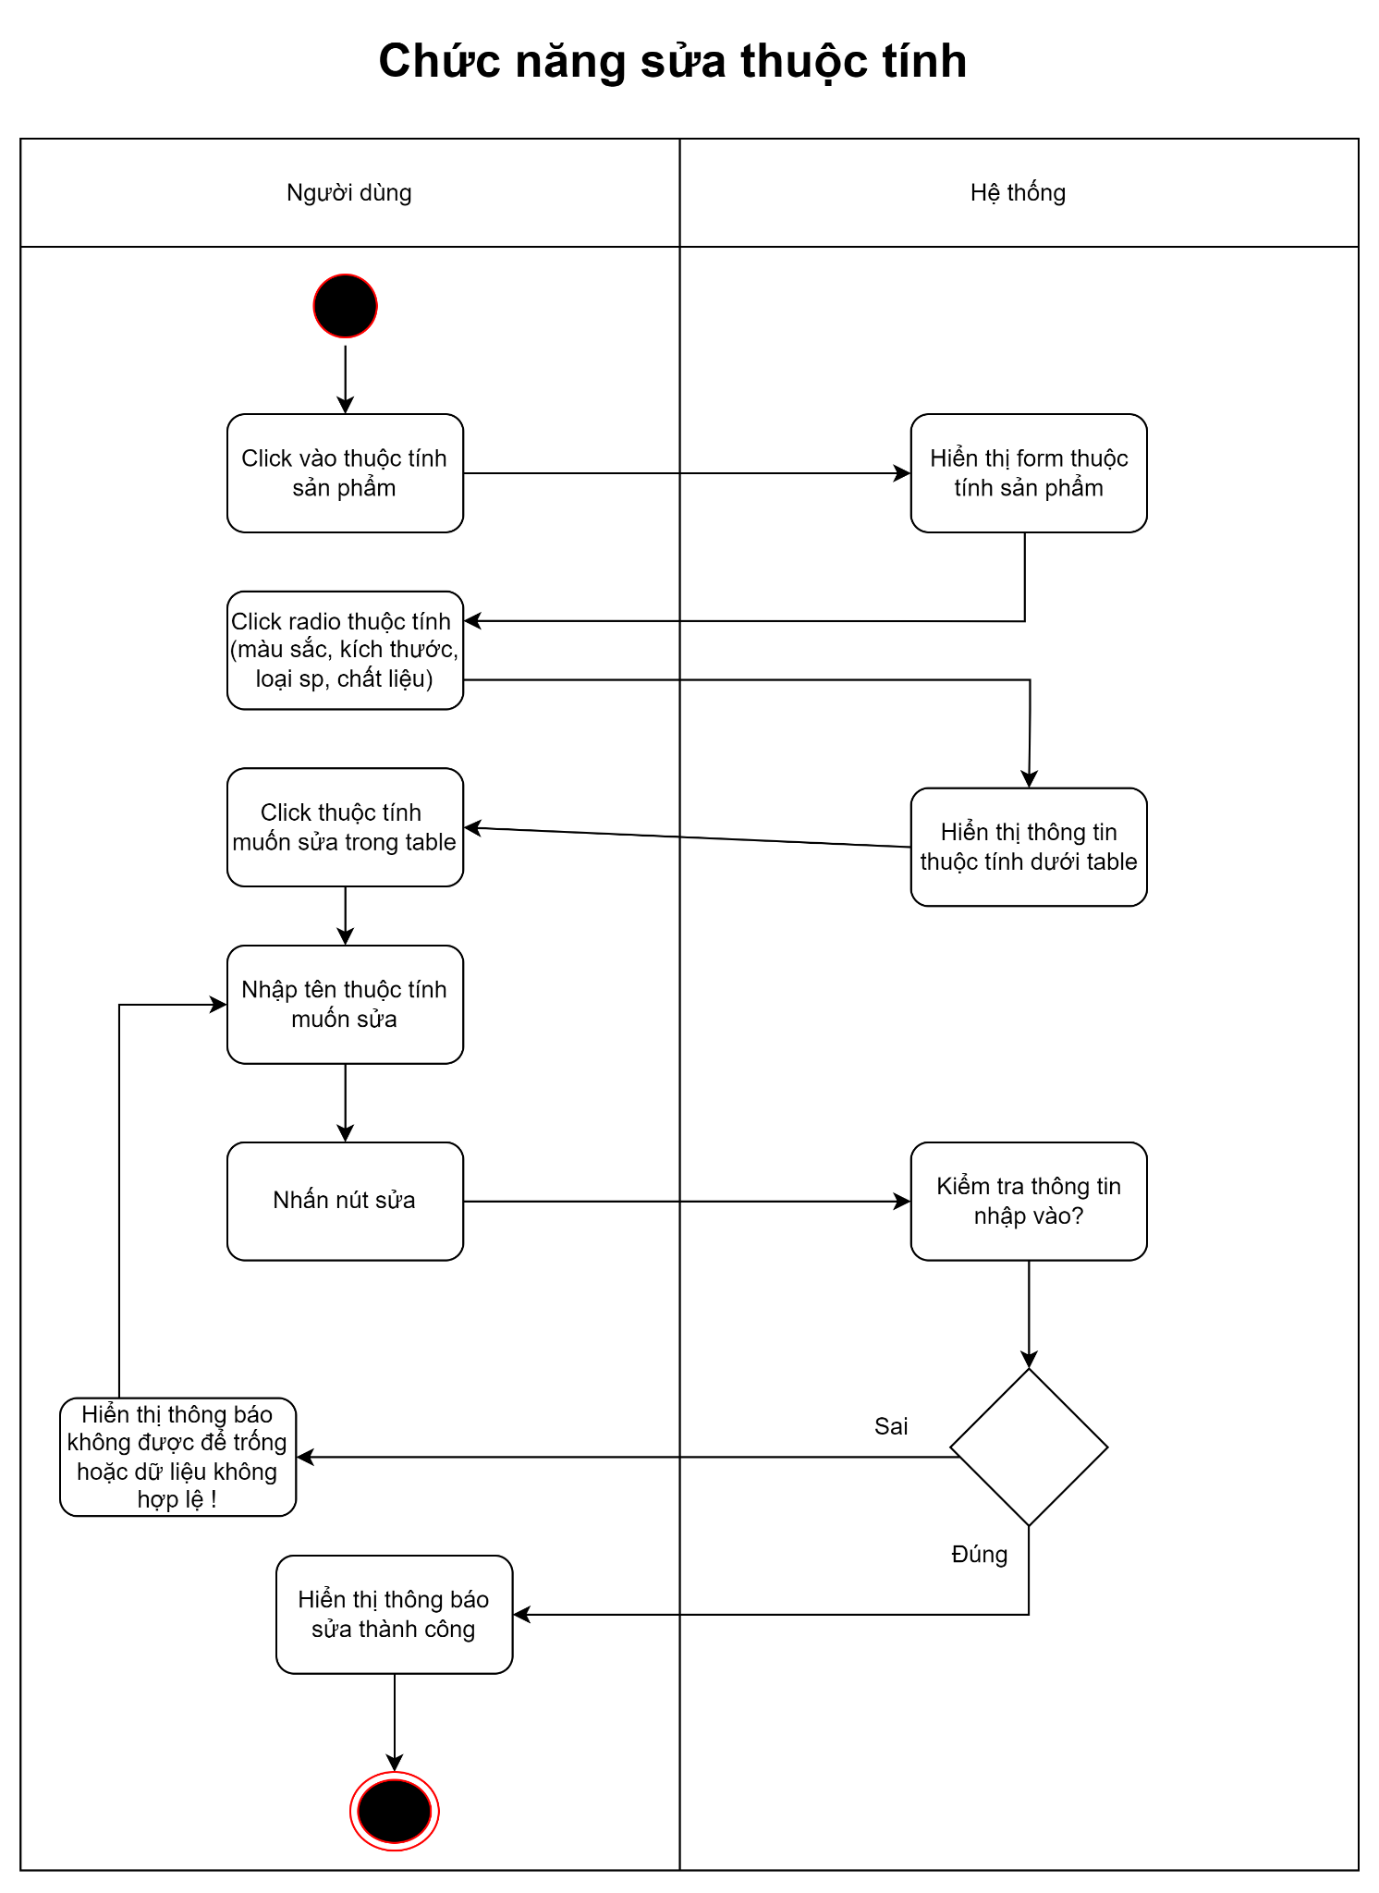 Chức năng sửa thuộc tính
Người dùng
Hệ thống
Click vào thuộc tính
sản phẩm
Hiển thị form thuộc
tính sản phẩm
Click radio thuộc tính
(màu sắc, kích thước,
loại sp, chất liệu)
Click thuộc tính
muốn sửa trong table
Hiển thị thông tin
thuộc tính dưới table
Nhập tên thuộc tính
muốn sửa
Nhấn nút sửa
Kiểm tra thông tin
nhập vào?
Sai
Hiển thị thông báo
không được để trống
hoặc dữ liệu không
hợp lệ !
Đúng
Hiển thị thông báo
sửa thành công